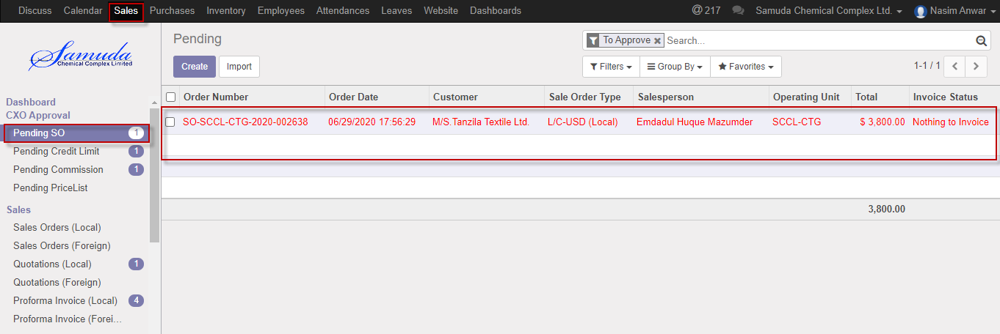 Discuss Calendar Sales Purchases Inventory Employees Attendances Leaves Website Dashboards @ 217 Samuda Chemical Complex Ltd. Nasim Anwar
Samuda
Chemical Complex Limited
Dashboard
CXO Approval
Pending SO 1
Pending Credit Limit 1
Pending Commission 1
Pending PriceList
Sales
Sales Orders (Local)
Sales Orders (Foreign)
Quotations (Local) 1
Quotations (Foreign)
Proforma Invoice (Local) 4
Proforma Invoice (Forei...
Pending
To Approve Search...
Create Import
Filters Group By Favorites 1-1 / 1
Order Number Order Date Customer Sale Order Type Salesperson Operating Unit Total Invoice Status
SO-SCCL-CTG-2020-002638 06/29/2020 17:56:29 M/S.Tanzila Textile Ltd. L/C-USD (Local) Emdadul Huque Mazumder SCCL-CTG $ 3,800.00 Nothing to Invoice
3,800.00